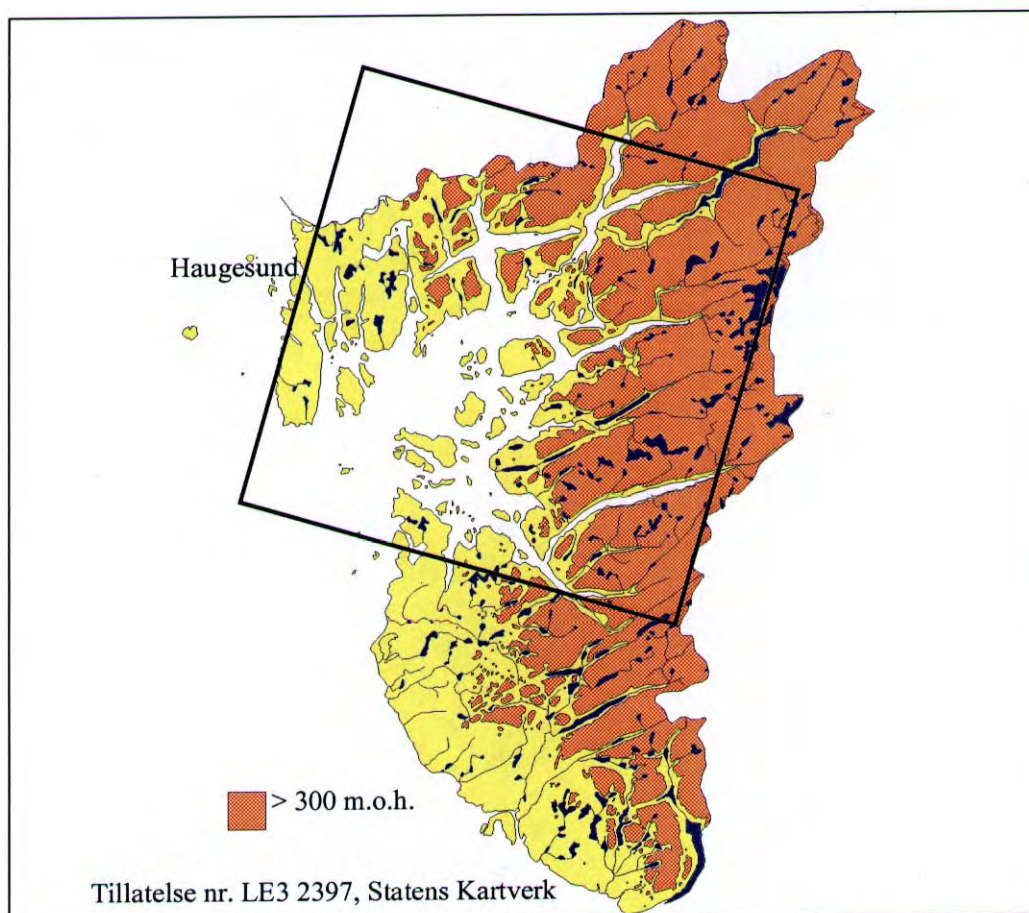 Haugesund
> 300 m.o.h.
Tillatelse nr. LE3 2397, Statens Kartverk